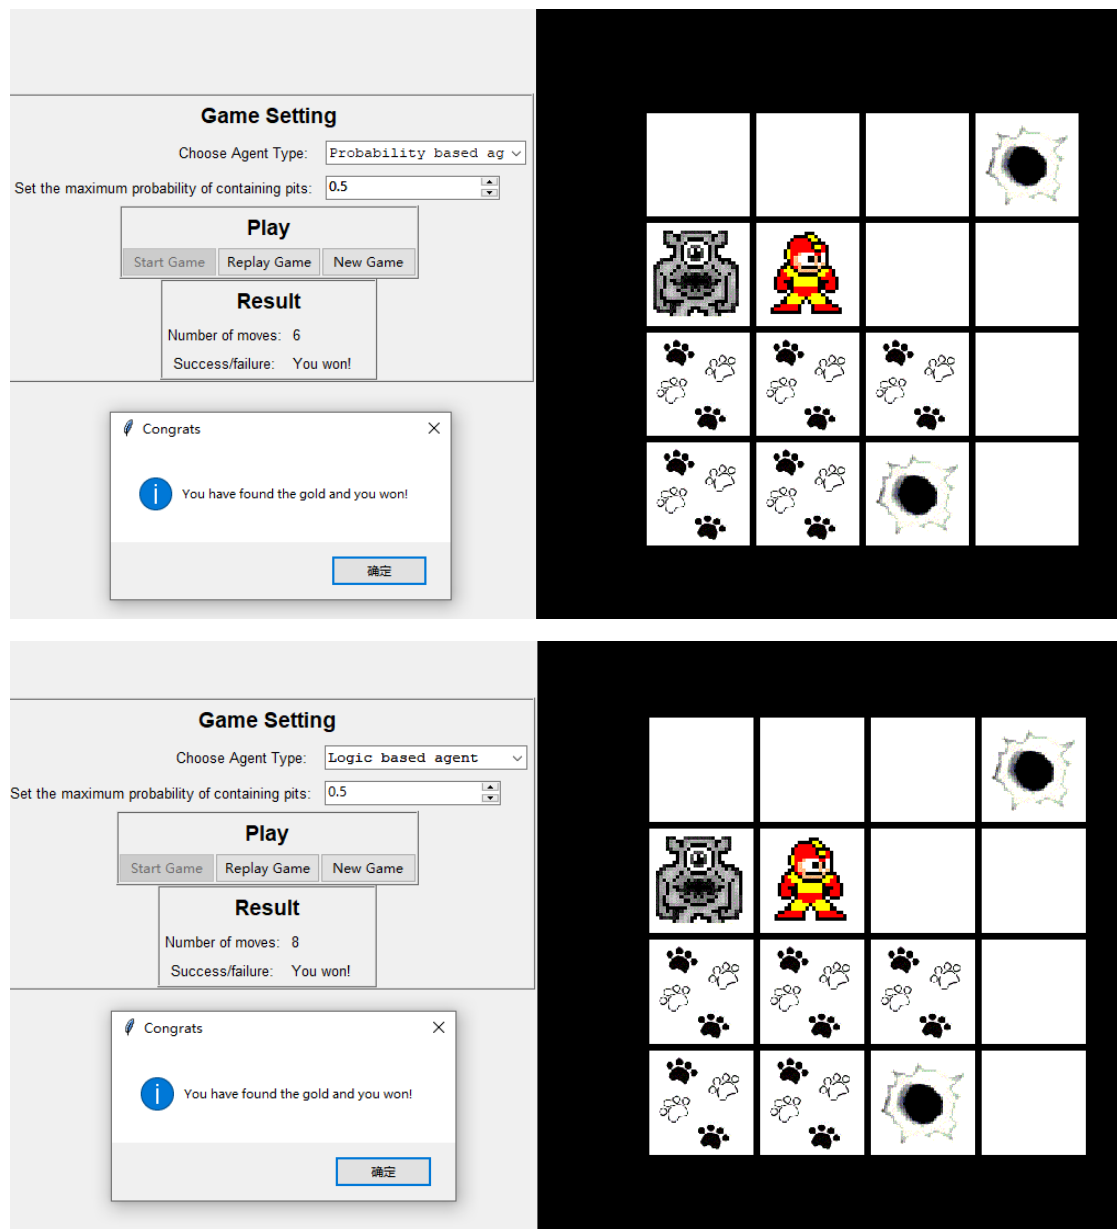 Game Setting
Choose Agent Type: Probability based ag
Set the maximum probability of containing pits: 0.5
Play
Start Game Replay Game New Game
Result
Number of moves: 6
Success/failure: You won!
Congrats
You have found the gold and you won!
确定
Game Setting
Choose Agent Type: Logic based agent
Set the maximum probability of containing pits: 0.5
Play
Start Game Replay Game New Game
Result
Number of moves: 8
Success/failure: You won!
Congrats
You have found the gold and you won!
确定